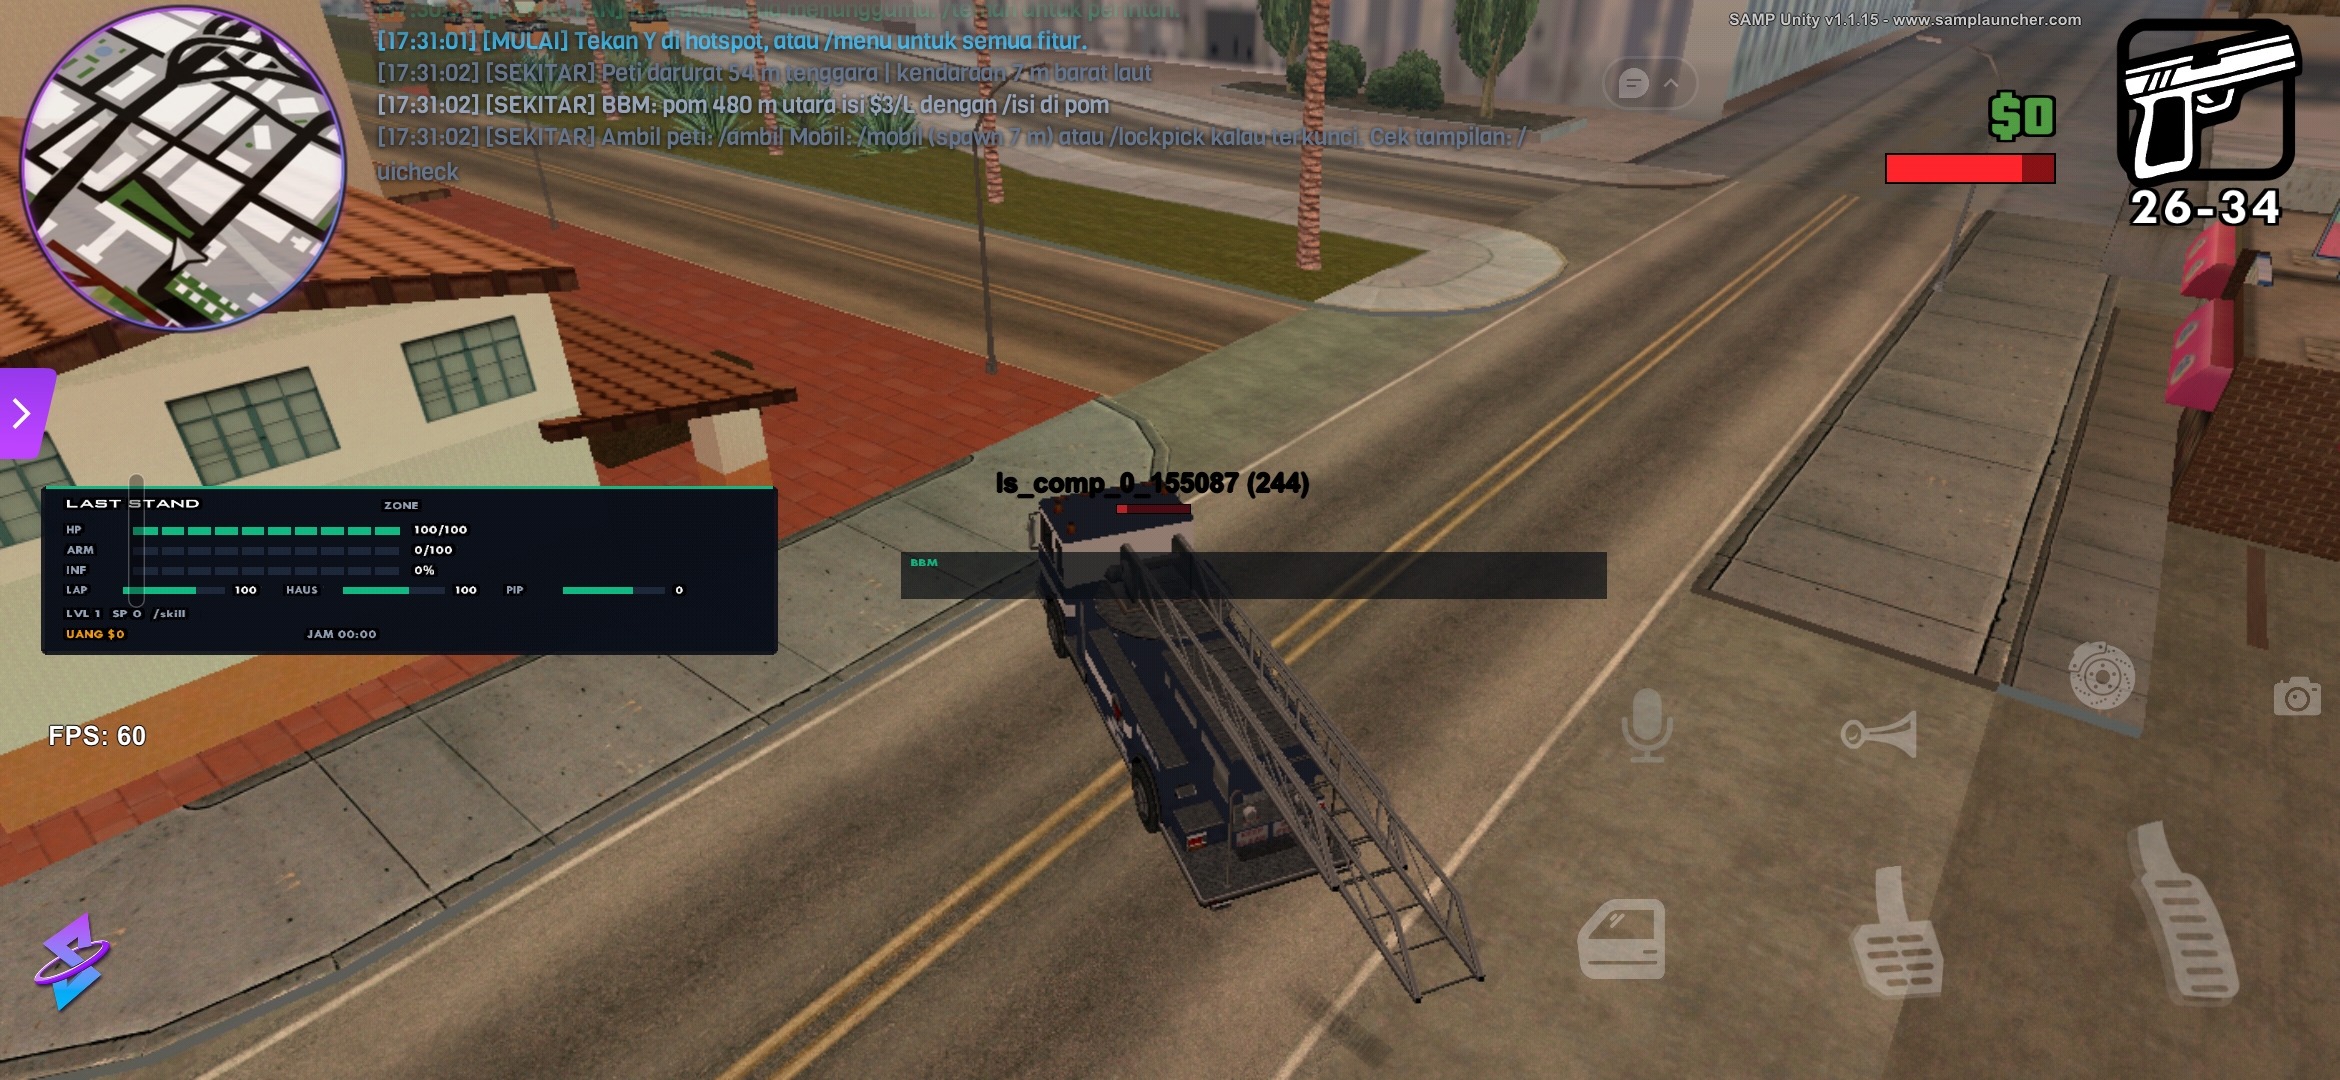 SAMP Unity v1.1.15 - www.samplauncher.com
[17:31:01] [MULAI] Tekan Y di hotspot, atau /menu untuk semua fitur.
[17:31:02] [SEKITAR] Peti darurat 54 m tenggara | kendaraan 7 m barat laut
[17:31:02] [SEKITAR] BBM: pom 480 m utara isi $3/L dengan /isi di pom
[17:31:02] [SEKITAR] Ambil peti: /ambil Mobil: /mobil (spawn 7 m) atau /lockpick kalau terkunci. Cek tampilan: /
uicheck
$0
26-34
ls_comp_0_155087 (244)
LAST STAND ZONE
HP 100/100
ARM 0/100
INF 0%
LAP 100 HAUS 100 PIP 0
LVL 1 SP 0 /skill
UANG $0 JAM 00:00
BBM
FPS: 60